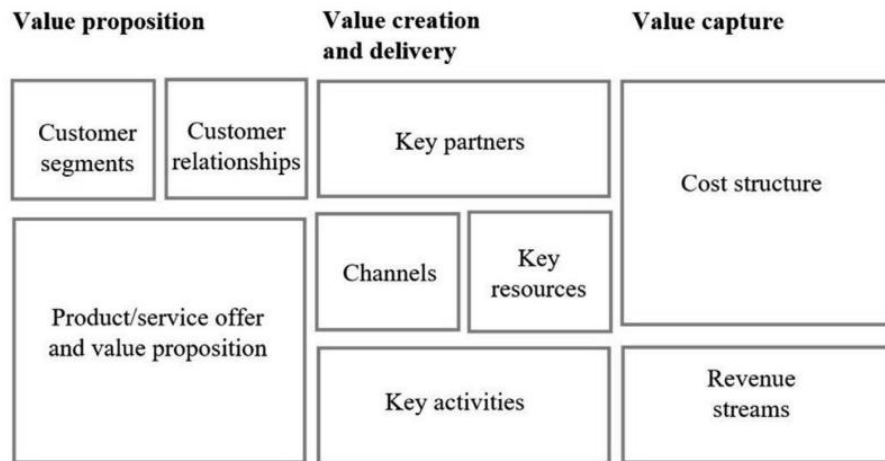 Value proposition
Value creation
and delivery
Value capture
Customer
segments
Customer
relationships
Product/service offer
and value proposition
Key partners
Channels
Key
resources
Key activities
Cost structure
Revenue
streams